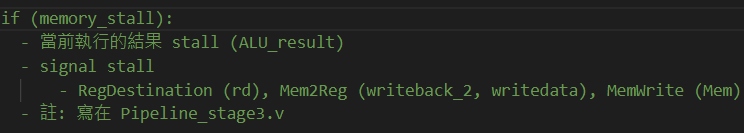 if (memory_stall):
- 當前執行的結果 stall (ALU_result)
- signal stall
- RegDestination (rd), Mem2Reg (writeback_2, writedata), MemWrite (Mem)
- 註: 寫在 Pipeline_stage3.v